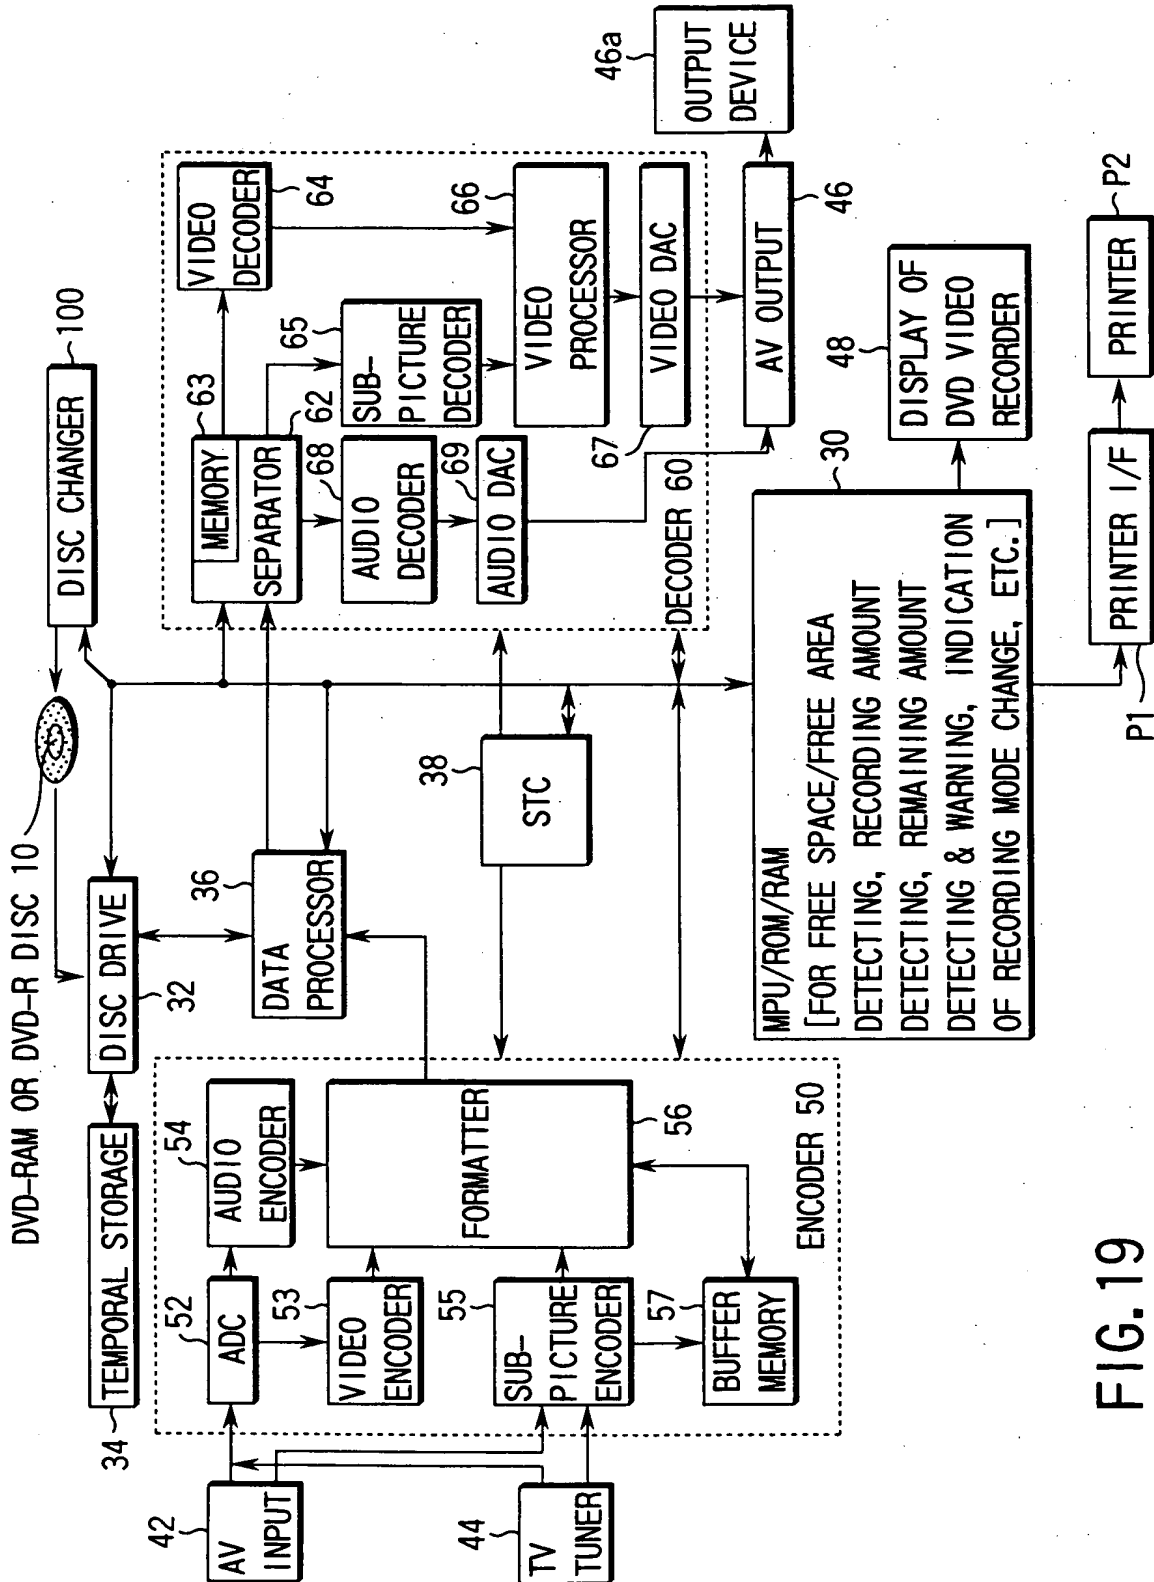 DVD-RAM OR DVD-R DISC 10
DISC CHANGER
100
TEMPORAL STORAGE
34
DISC DRIVE
32
DATA
PROCESSOR
36
STC
38
AV
INPUT
42
TV
TUNER
44
ADC
52
AUDIO
ENCODER
54
VIDEO
ENCODER
53
SUB-
PICTURE
ENCODER
55
FORMATTER
56
BUFFER
MEMORY
57
ENCODER 50
MEMORY
63
SEPARATOR
62
VIDEO
DECODER
64
SUB-
PICTURE
DECODER
65
AUDIO
DECODER
68
AUDIO DAC
69
VIDEO
PROCESSOR
66
VIDEO DAC
67
DECODER 60
AV OUTPUT
46
OUTPUT
DEVICE
46a
MPU/ROM/RAM
[FOR FREE SPACE/FREE AREA
DETECTING, RECORDING AMOUNT
DETECTING, REMAINING AMOUNT
DETECTING & WARNING, INDICATION
OF RECORDING MODE CHANGE, ETC.]
30
DISPLAY OF
DVD VIDEO
RECORDER
48
PRINTER I/F
P1
PRINTER
P2
FIG.19